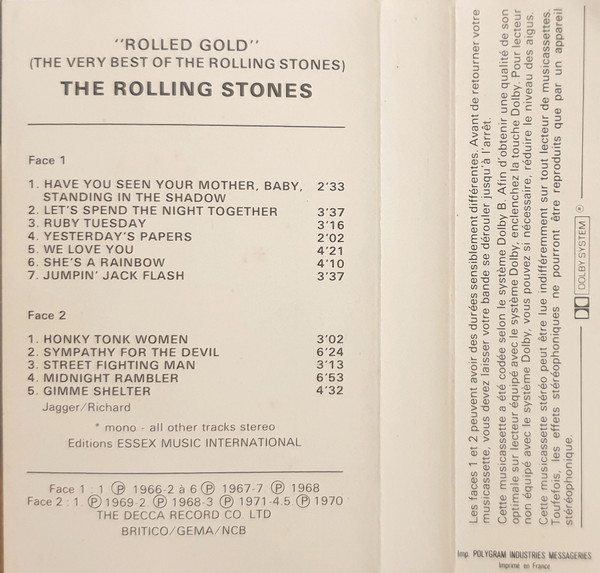 "ROLLED GOLD"
(THE VERY BEST OF THE ROLLING STONES)
THE ROLLING STONES
Face 1
1. HAVE YOU SEEN YOUR MOTHER, BABY, 2'33
STANDING IN THE SHADOW
2. LET'S SPEND THE NIGHT TOGETHER 3'37
3. RUBY TUESDAY 3'16
4. YESTERDAY'S PAPERS 2'02
5. WE LOVE YOU 4'21
6. SHE'S A RAINBOW 4'10
7. JUMPIN' JACK FLASH 3'37
Face 2
1. HONKY TONK WOMEN 3'02
2. SYMPATHY FOR THE DEVIL 6'24
3. STREET FIGHTING MAN 3'13
4. MIDNIGHT RAMBLER 6'53
5. GIMME SHELTER 4'32
Jagger/Richard
* mono - all other tracks stereo
Editions ESSEX MUSIC INTERNATIONAL
Face 1 : 1 Ⓟ 1966-2 à 6 Ⓟ 1967-7 Ⓟ 1968
Face 2 : 1. Ⓟ 1969-2 Ⓟ 1968-3 Ⓟ 1971-4.5 Ⓟ 1970
THE DECCA RECORD CO. LTD
BRITICO/GEMA/NCB
Les faces 1 et 2 peuvent avoir des durées sensiblement différentes. Avant de retourner votre
musicassette, vous devez laisser votre bande se dérouler jusqu'à l'arrêt.
Cette musicassette a été codée selon le système Dolby B. Afin d'obtenir une qualité de son
optimale sur lecteur équipé avec le système Dolby, enclenchez la touche Dolby. Pour lecteur
non équipé avec le système Dolby, vous pouvez si nécessaire, réduire le niveau des aigus.
Cette musicassette stéréo peut être lue indifféremment sur tout lecteur de musicassettes.
Toutefois, les effets stéréophoniques ne pourront être reproduits que par un appareil
stéréophonique.
DOLBY SYSTEM ®
Imp. POLYGRAM INDUSTRIES MESSAGERIES
Imprimé en France